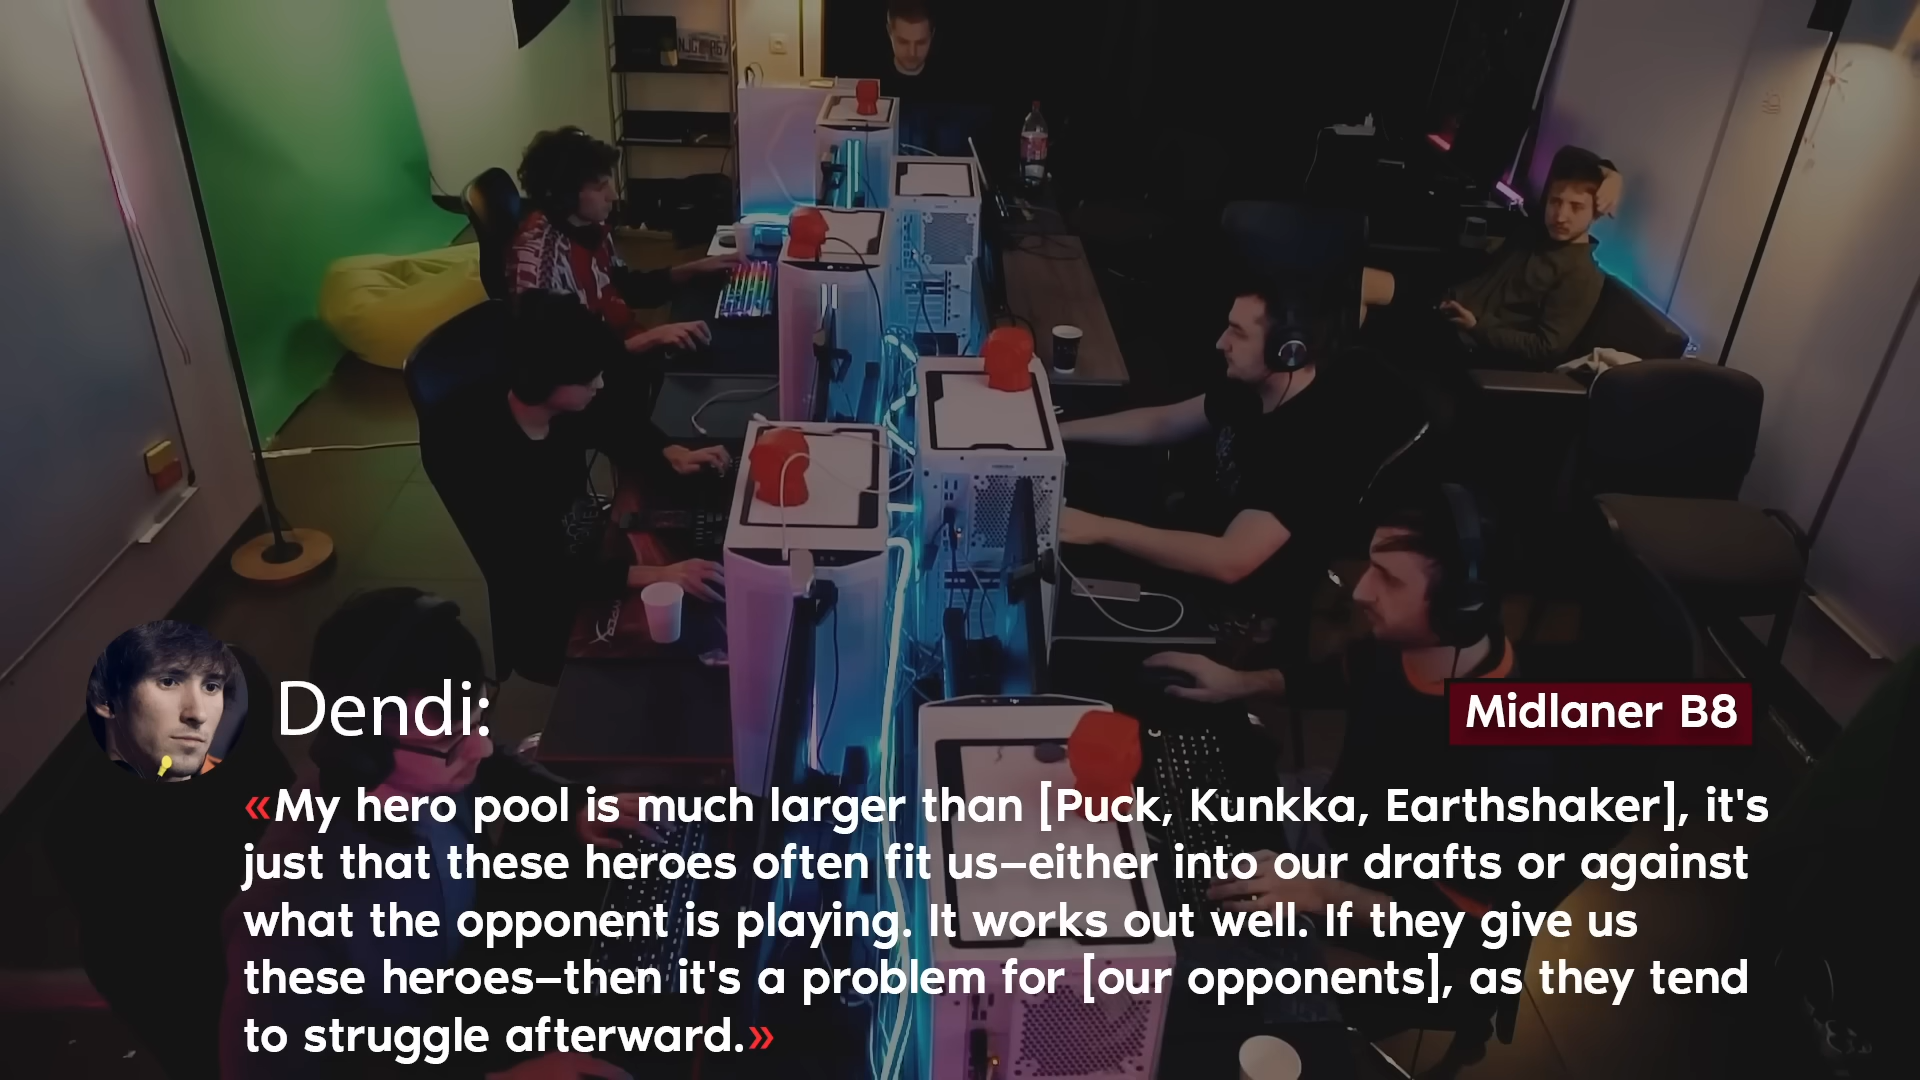 Dendi:
Midlaner B8
«My hero pool is much larger than [Puck, Kunkka, Earthshaker], it's
just that these heroes often fit us–either into our drafts or against
what the opponent is playing. It works out well. If they give us
these heroes–then it's a problem for [our opponents], as they tend
to struggle afterward.»